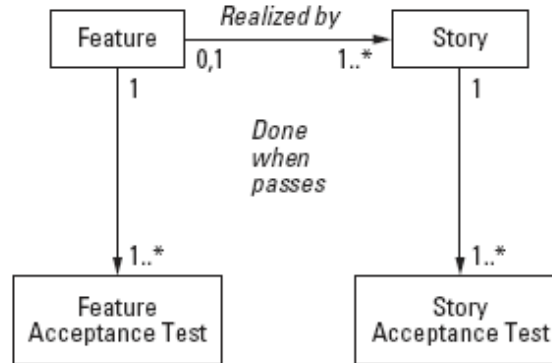 Realized by
Feature
Story
0,1
1..*
1
1
Done
when
passes
1..*
1..*
Feature
Acceptance Test
Story
Acceptance Test